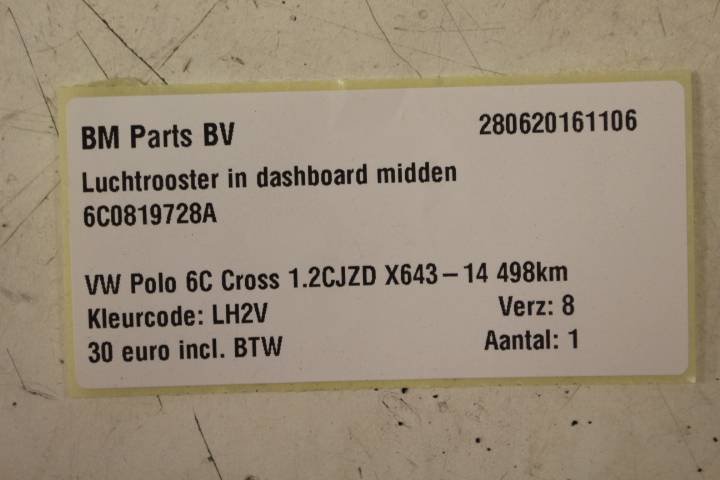 BM Parts BV 280620161106
Luchtrooster in dashboard midden
6C0819728A
VW Polo 6C Cross 1.2CJZD X643-14 498km
Kleurcode: LH2V Verz: 8
30 euro incl. BTW Aantal: 1